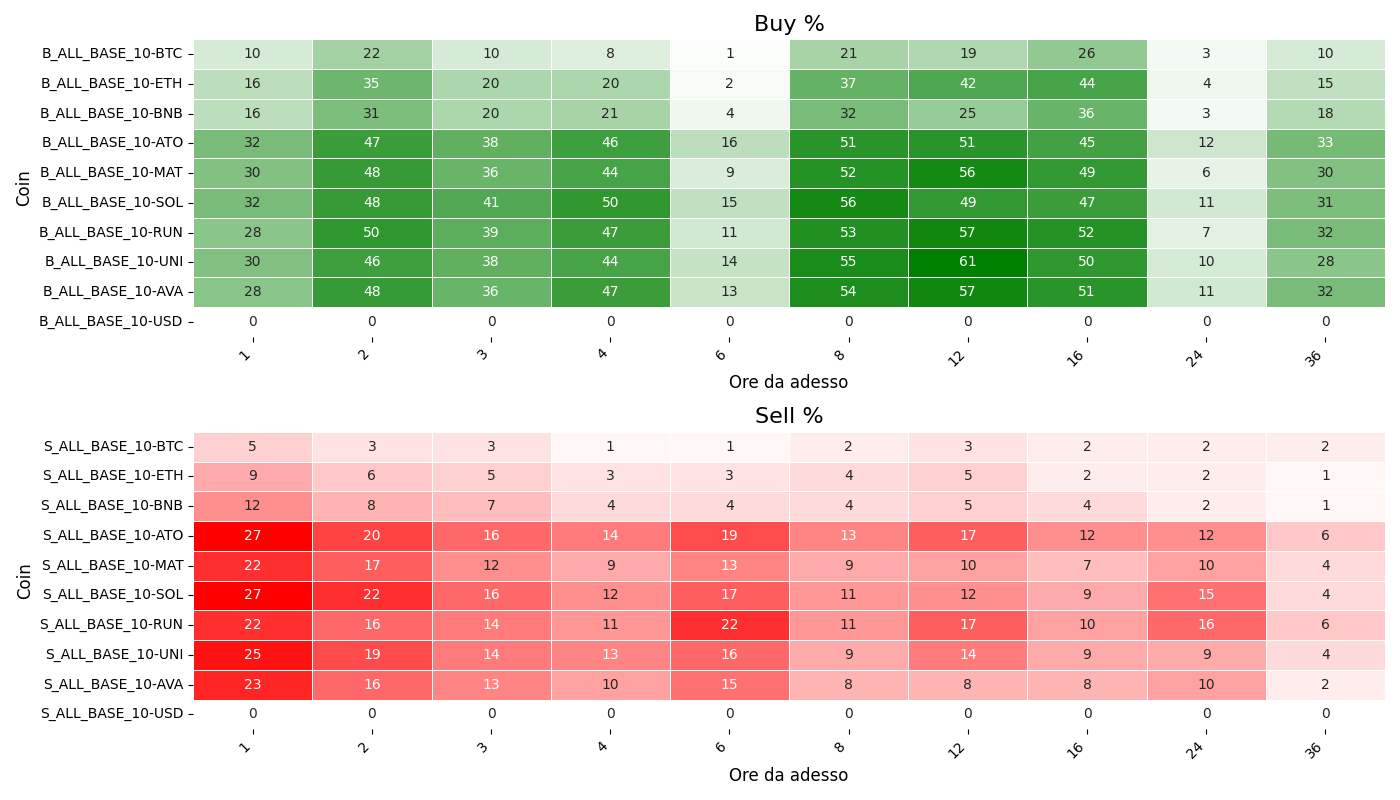 Buy %
Coin
B_ALL_BASE_10-BTC 10 22 10 8 1 21 19 26 3 10
B_ALL_BASE_10-ETH 16 35 20 20 2 37 42 44 4 15
B_ALL_BASE_10-BNB 16 31 20 21 4 32 25 36 3 18
B_ALL_BASE_10-ATO 32 47 38 46 16 51 51 45 12 33
B_ALL_BASE_10-MAT 30 48 36 44 9 52 56 49 6 30
B_ALL_BASE_10-SOL 32 48 41 50 15 56 49 47 11 31
B_ALL_BASE_10-RUN 28 50 39 47 11 53 57 52 7 32
B_ALL_BASE_10-UNI 30 46 38 44 14 55 61 50 10 28
B_ALL_BASE_10-AVA 28 48 36 47 13 54 57 51 11 32
B_ALL_BASE_10-USD 0 0 0 0 0 0 0 0 0 0
1 2 3 4 6 8 12 16 24 36
Ore da adesso
Sell %
Coin
S_ALL_BASE_10-BTC 5 3 3 1 1 2 3 2 2 2
S_ALL_BASE_10-ETH 9 6 5 3 3 4 5 2 2 1
S_ALL_BASE_10-BNB 12 8 7 4 4 4 5 4 2 1
S_ALL_BASE_10-ATO 27 20 16 14 19 13 17 12 12 6
S_ALL_BASE_10-MAT 22 17 12 9 13 9 10 7 10 4
S_ALL_BASE_10-SOL 27 22 16 12 17 11 12 9 15 4
S_ALL_BASE_10-RUN 22 16 14 11 22 11 17 10 16 6
S_ALL_BASE_10-UNI 25 19 14 13 16 9 14 9 9 4
S_ALL_BASE_10-AVA 23 16 13 10 15 8 8 8 10 2
S_ALL_BASE_10-USD 0 0 0 0 0 0 0 0 0 0
1 2 3 4 6 8 12 16 24 36
Ore da adesso